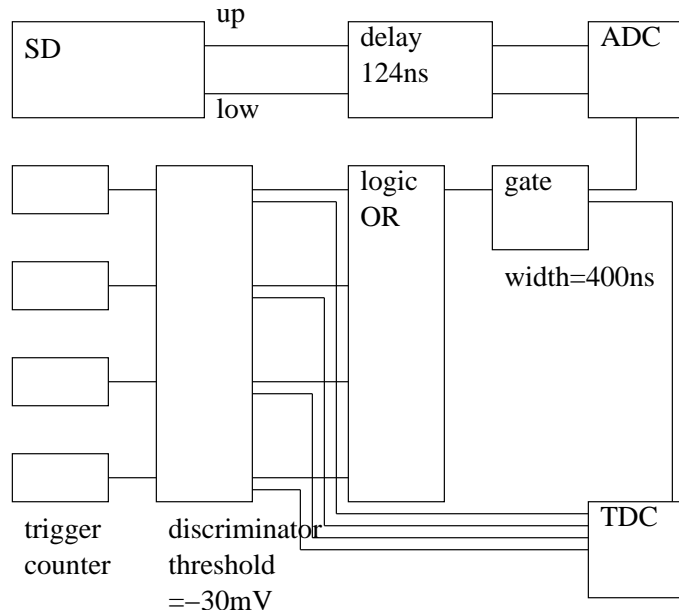 up
SD
delay
124ns
ADC
low
logic
OR
gate
width=400ns
trigger
counter
discriminator
threshold
=−30mV
TDC